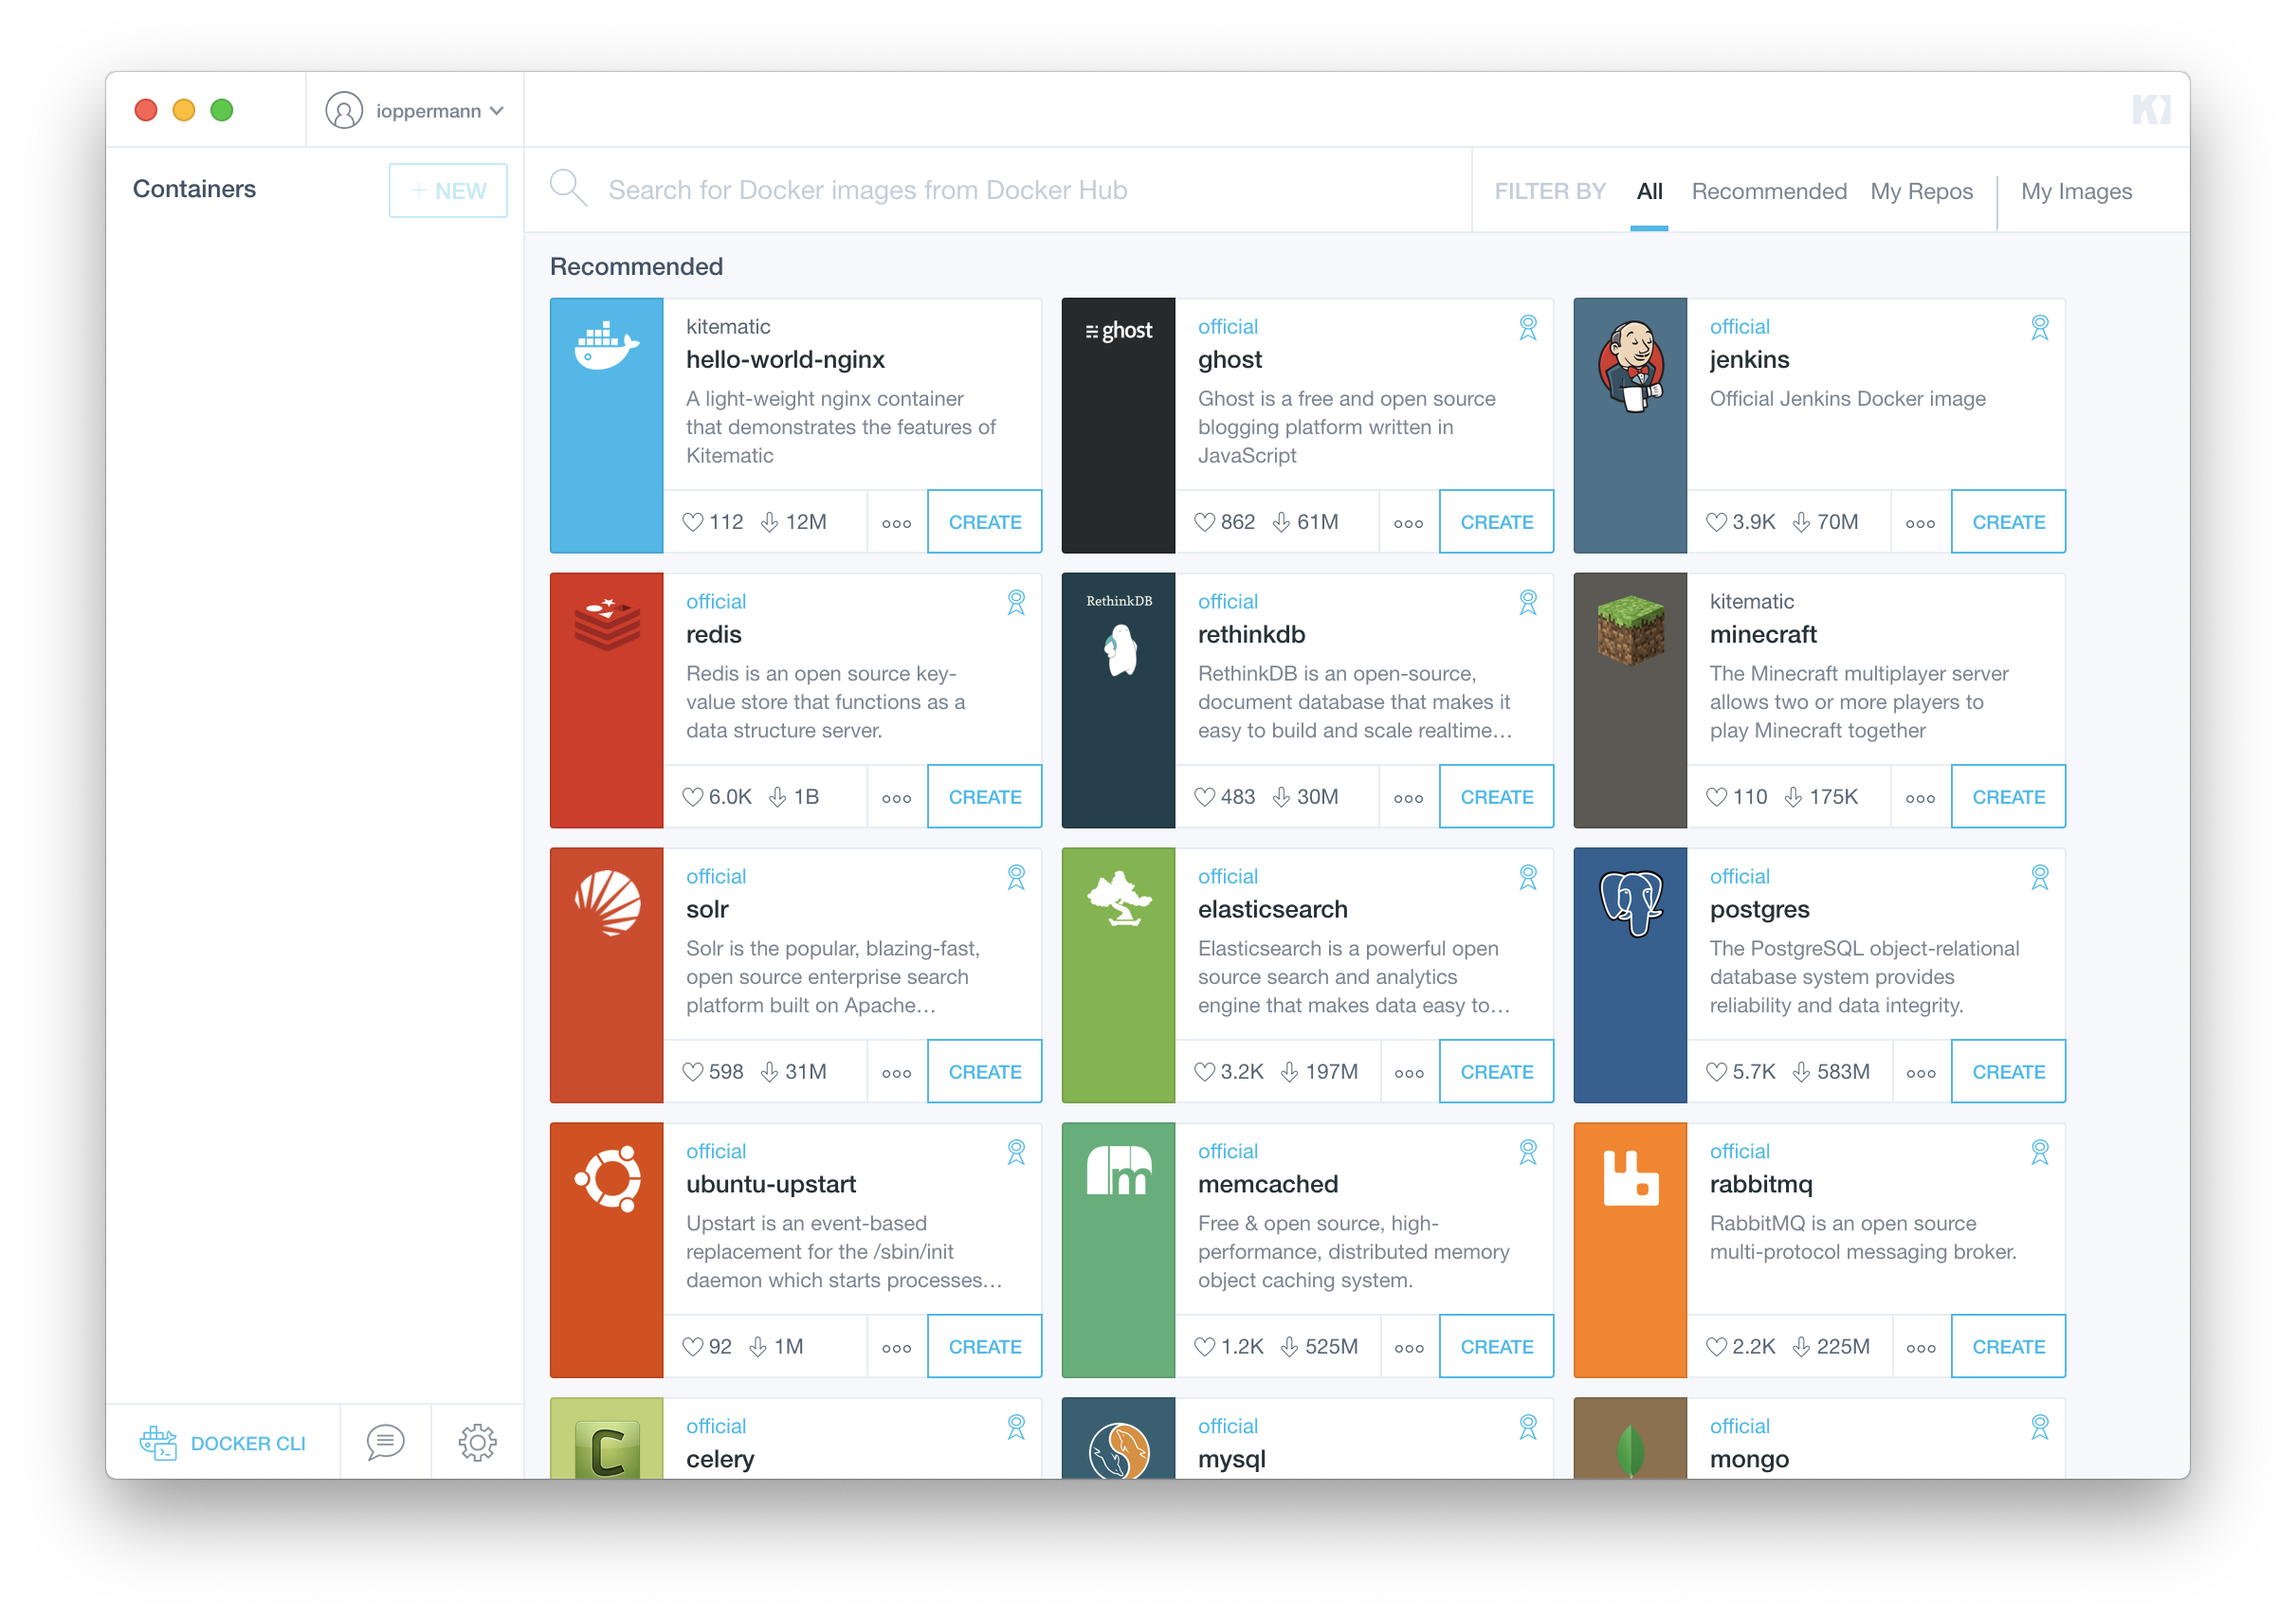 ioppermann
Containers
+ NEW
Search for Docker images from Docker Hub
FILTER BY All Recommended My Repos My Images
Recommended
kitematic
hello-world-nginx
A light-weight nginx container
that demonstrates the features of
Kitematic
112 12M
CREATE
ghost
official
ghost
Ghost is a free and open source
blogging platform written in
JavaScript
862 61M
CREATE
official
jenkins
Official Jenkins Docker image
3.9K 70M
CREATE
official
redis
Redis is an open source key-
value store that functions as a
data structure server.
6.0K 1B
CREATE
RethinkDB
official
rethinkdb
RethinkDB is an open-source,
document database that makes it
easy to build and scale realtime…
483 30M
CREATE
kitematic
minecraft
The Minecraft multiplayer server
allows two or more players to
play Minecraft together
110 175K
CREATE
official
solr
Solr is the popular, blazing-fast,
open source enterprise search
platform built on Apache…
598 31M
CREATE
official
elasticsearch
Elasticsearch is a powerful open
source search and analytics
engine that makes data easy to…
3.2K 197M
CREATE
official
postgres
The PostgreSQL object-relational
database system provides
reliability and data integrity.
5.7K 583M
CREATE
official
ubuntu-upstart
Upstart is an event-based
replacement for the /sbin/init
daemon which starts processes…
92 1M
CREATE
m
official
memcached
Free & open source, high-
performance, distributed memory
object caching system.
1.2K 525M
CREATE
official
rabbitmq
RabbitMQ is an open source
multi-protocol messaging broker.
2.2K 225M
CREATE
C
official
celery
official
mysql
official
mongo
DOCKER CLI